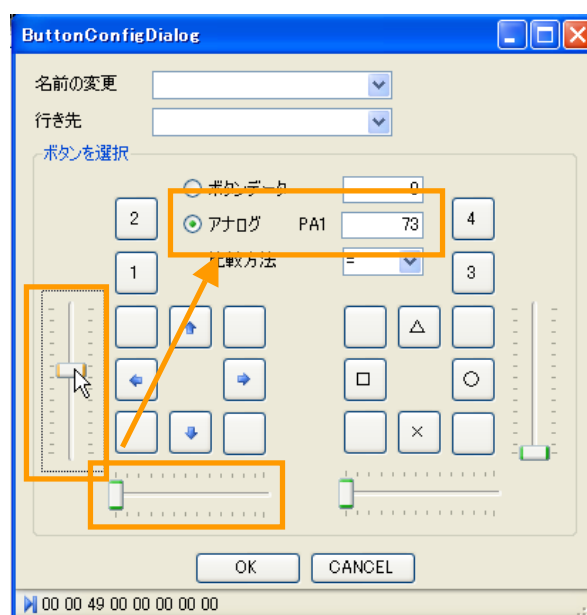 ButtonConfigDialog
名前の変更
行き先
ボタンを選択
ボタンデータ 0
2 アナログ PA1 73 4
1 比較方法 = 3
△
□ ○
×
OK CANCEL
00 00 49 00 00 00 00 00